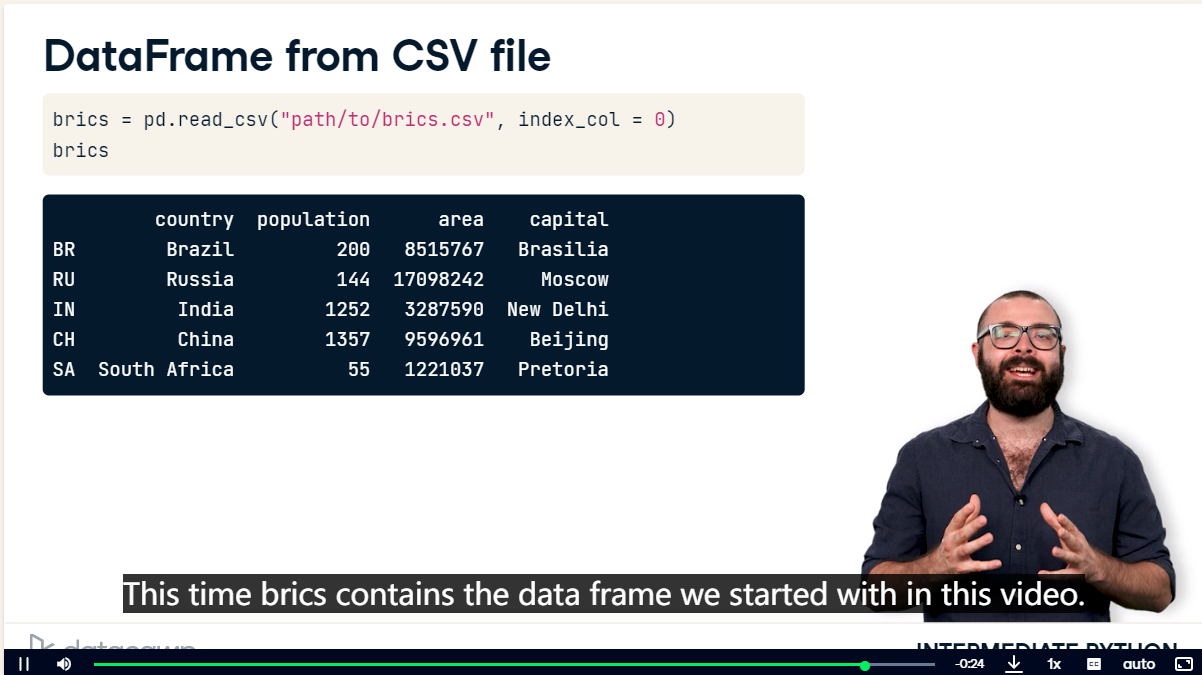 DataFrame from CSV file
brics = pd.read_csv("path/to/brics.csv", index_col = 0)
brics
country population area capital
BR Brazil 200 8515767 Brasilia
RU Russia 144 17098242 Moscow
IN India 1252 3287590 New Delhi
CH China 1357 9596961 Beijing
SA South Africa 55 1221037 Pretoria
This time brics contains the data frame we started with in this video.
datacamp
INTERMEDIATE PYTHON
-0:24
1x
CC
auto